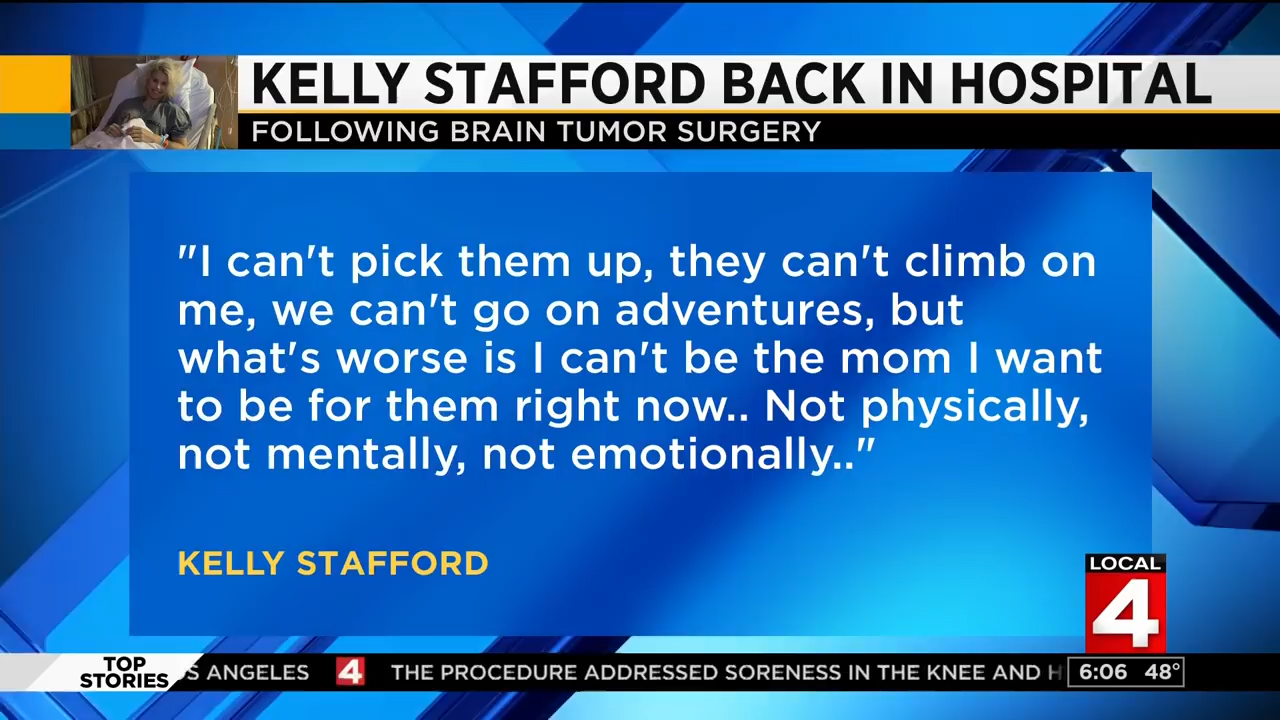 KELLY STAFFORD BACK IN HOSPITAL
FOLLOWING BRAIN TUMOR SURGERY
"I can't pick them up, they can't climb on
me, we can't go on adventures, but
what's worse is I can't be the mom I want
to be for them right now.. Not physically,
not mentally, not emotionally.."
KELLY STAFFORD
LOCAL
4
TOP
STORIES
S ANGELES 4 THE PROCEDURE ADDRESSED SORENESS IN THE KNEE AND H
6:06 48°